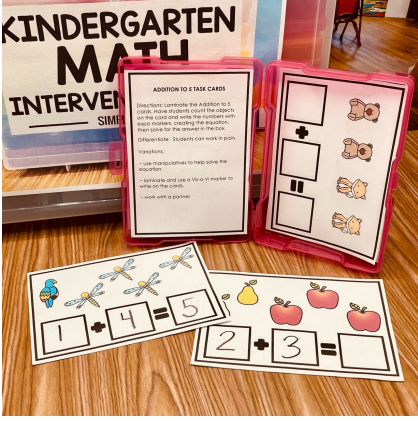 KINDERGARTEN
MATH
INTERVEN
SIMP
ADDITION TO 5 TASK CARDS
Directions: Laminate the Addition to 5
cards. Have students count the objects
on the card and write the numbers with
expo markers, creating the equation,
then solve for the answer in the box.
Differentiate: Students can work in pairs.
Variations:
- use manipulatives to help solve the
equation.
- laminate and use a Vis-a-Vi marker to
write on the cards.
- work with a partner
+
=
1 + 4 = 5
2 + 3 =